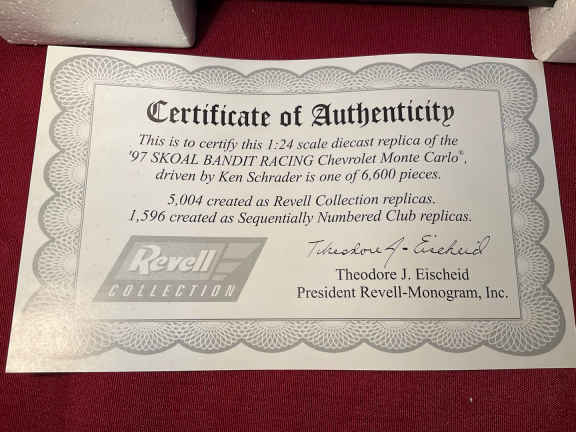 Certificate of Authenticity
This is to certify this 1:24 scale diecast replica of the
'97 SKOAL BANDIT RACING Chevrolet Monte Carlo®,
driven by Ken Schrader is one of 6,600 pieces.
5,004 created as Revell Collection replicas.
1,596 created as Sequentially Numbered Club replicas.
Revell
COLLECTION
Theodore J. Eischeid
Theodore J. Eischeid
President Revell-Monogram, Inc.